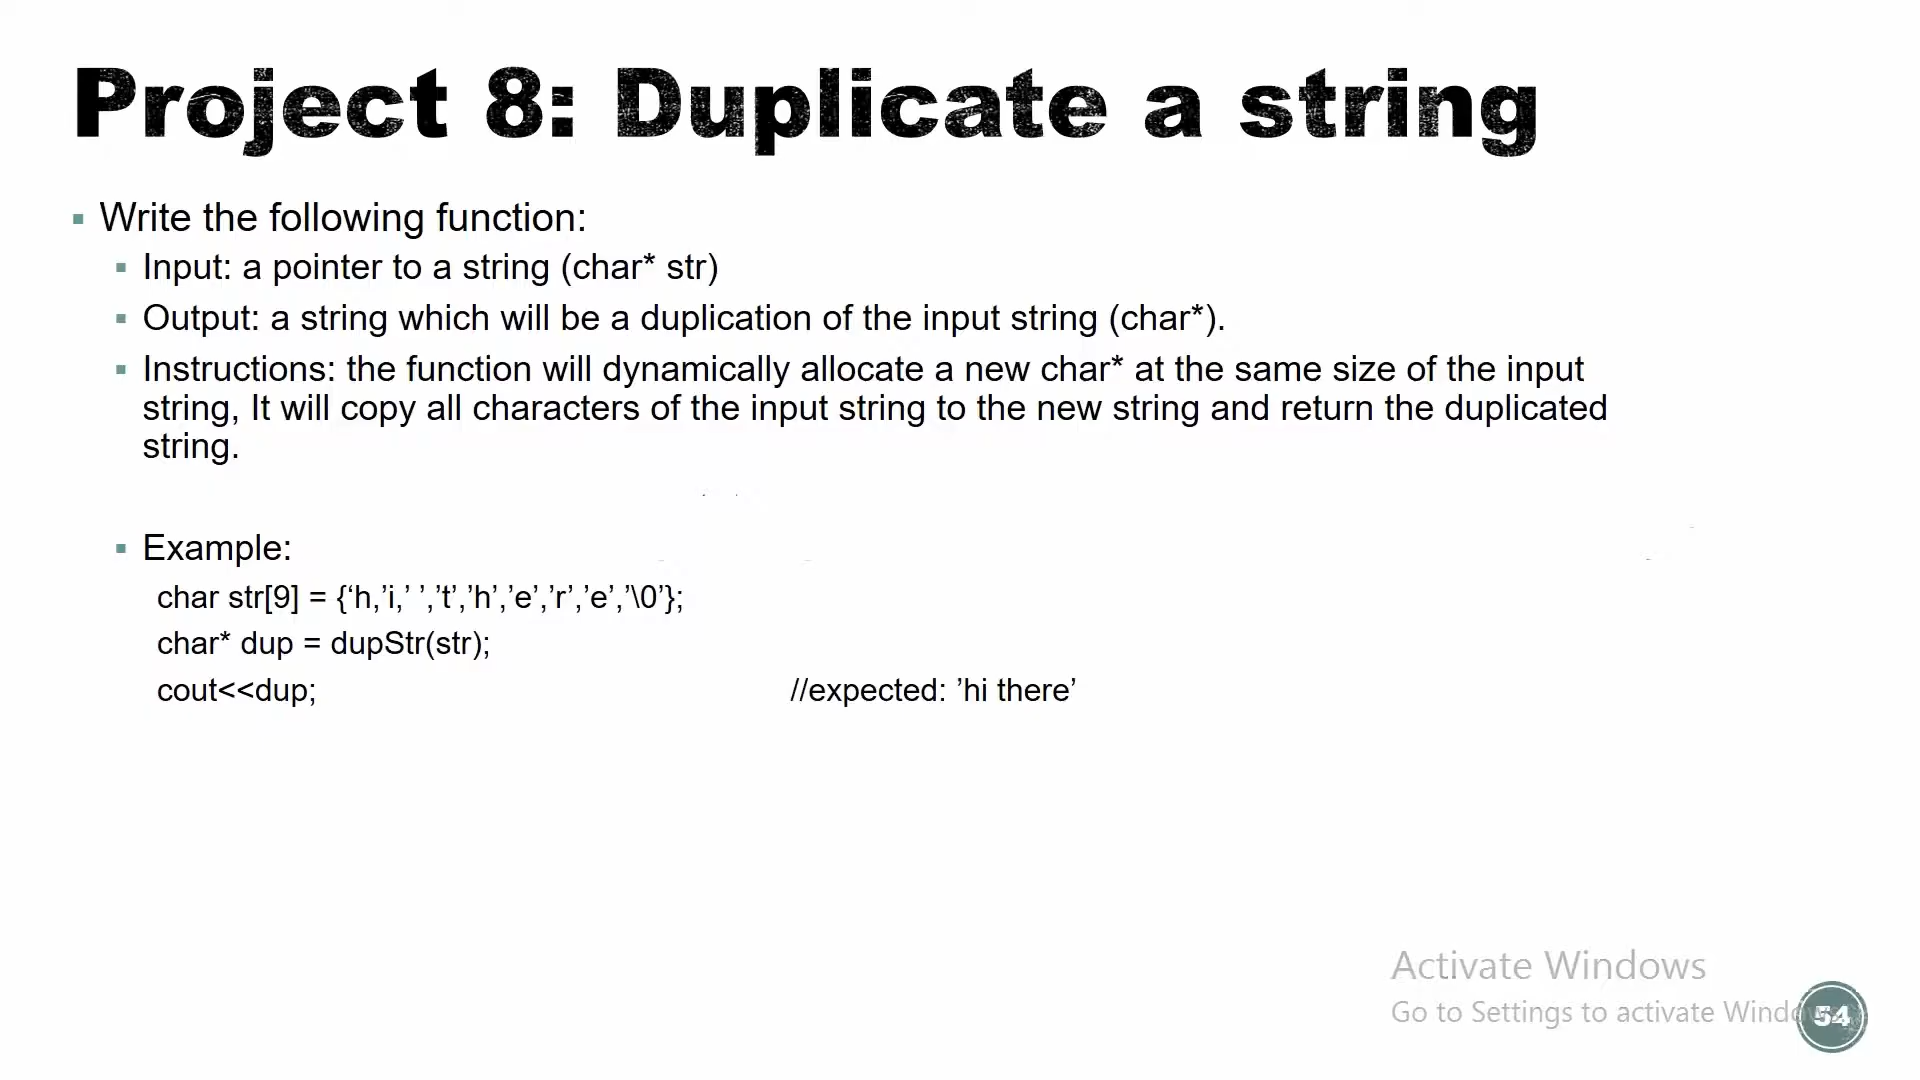 Project 8: Duplicate a string
Write the following function:
Input: a pointer to a string (char* str)
Output: a string which will be a duplication of the input string (char*).
Instructions: the function will dynamically allocate a new char* at the same size of the input
string, It will copy all characters of the input string to the new string and return the duplicated
string.
Example:
char str[9] = {‘h,’i,’ ’,’t’,’h’,’e’,’r’,’e’,’\0’};
char* dup = dupStr(str);
cout<<dup; //expected: ’hi there’
Activate Windows
Go to Settings to activate Windows.
54